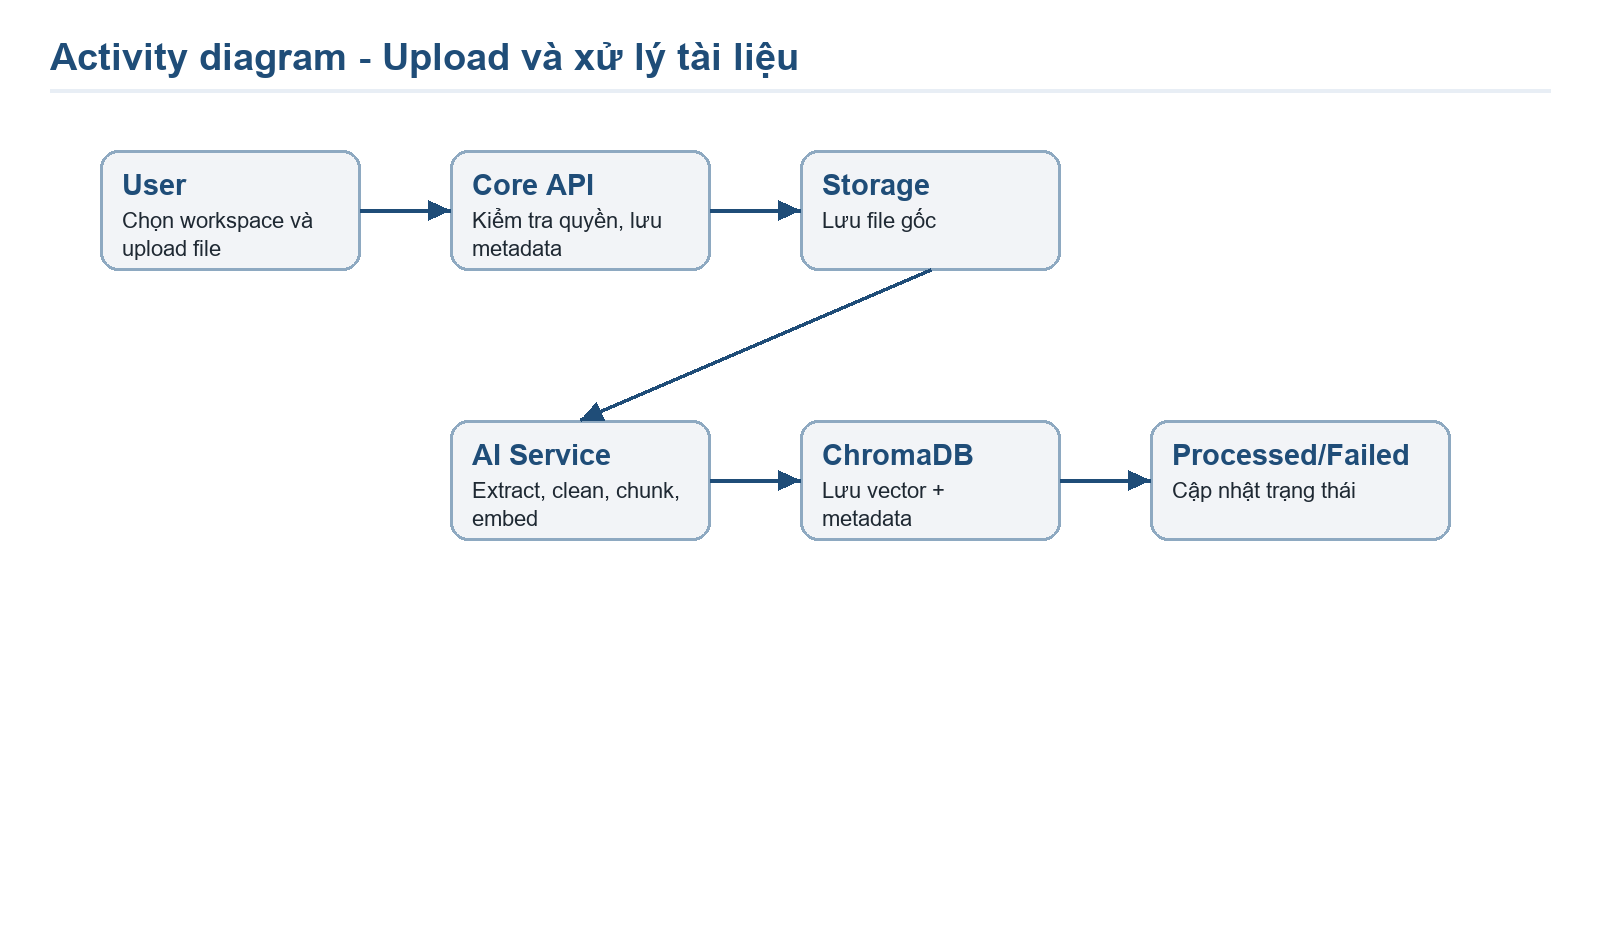 Activity diagram - Upload và xử lý tài liệu
User
Chọn workspace và
upload file
Core API
Kiểm tra quyền, lưu
metadata
Storage
Lưu file gốc
AI Service
Extract, clean, chunk,
embed
ChromaDB
Lưu vector +
metadata
Processed/Failed
Cập nhật trạng thái